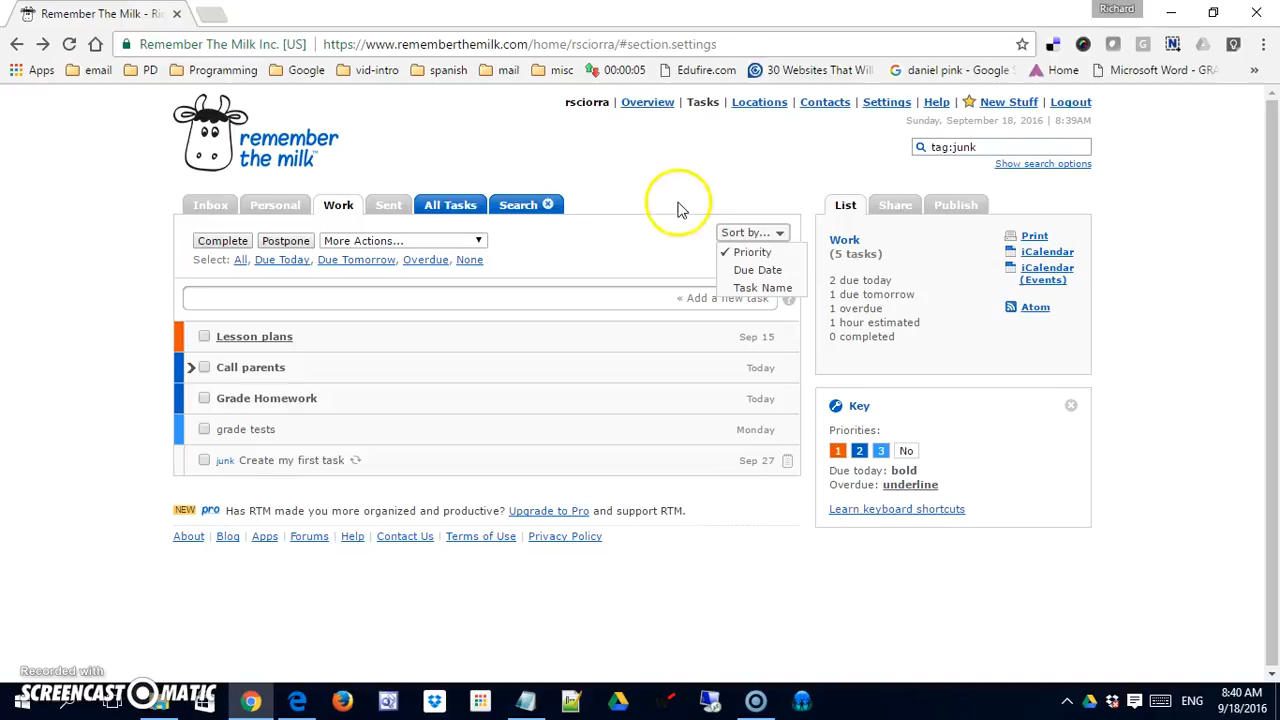 Remember The Milk - Ri
Richard
Remember The Milk Inc. [US] https://www.rememberthemilk.com/home/rsciorra/#section.settings
Apps email PD Programming Google vid-intro spanish mail misc 00:00:05 Edufire.com 30 Websites That Will daniel pink - Google S Home Microsoft Word - GRA »
rsciorra | Overview | Tasks | Locations | Contacts | Settings | Help | New Stuff | Logout
Sunday, September 18, 2016 | 8:39AM
remember
the milk™
tag:junk
Show search options
Inbox Personal Work Sent All Tasks Search
List Share Publish
Complete Postpone More Actions... Sort by...
Select: All, Due Today, Due Tomorrow, Overdue, None
Priority
Due Date
Task Name
« Add a new task
Lesson plans Sep 15
Call parents Today
Grade Homework Today
grade tests Monday
junk Create my first task Sep 27
Work
(5 tasks)
2 due today
1 due tomorrow
1 overdue
1 hour estimated
0 completed
Print
iCalendar
iCalendar
(Events)
Atom
Key
Priorities:
1 2 3 No
Due today: bold
Overdue: underline
Learn keyboard shortcuts
NEW pro Has RTM made you more organized and productive? Upgrade to Pro and support RTM.
About | Blog | Apps | Forums | Help | Contact Us | Terms of Use | Privacy Policy
Recorded with
SCREENCAST MATIC
ENG
8:40 AM
9/18/2016